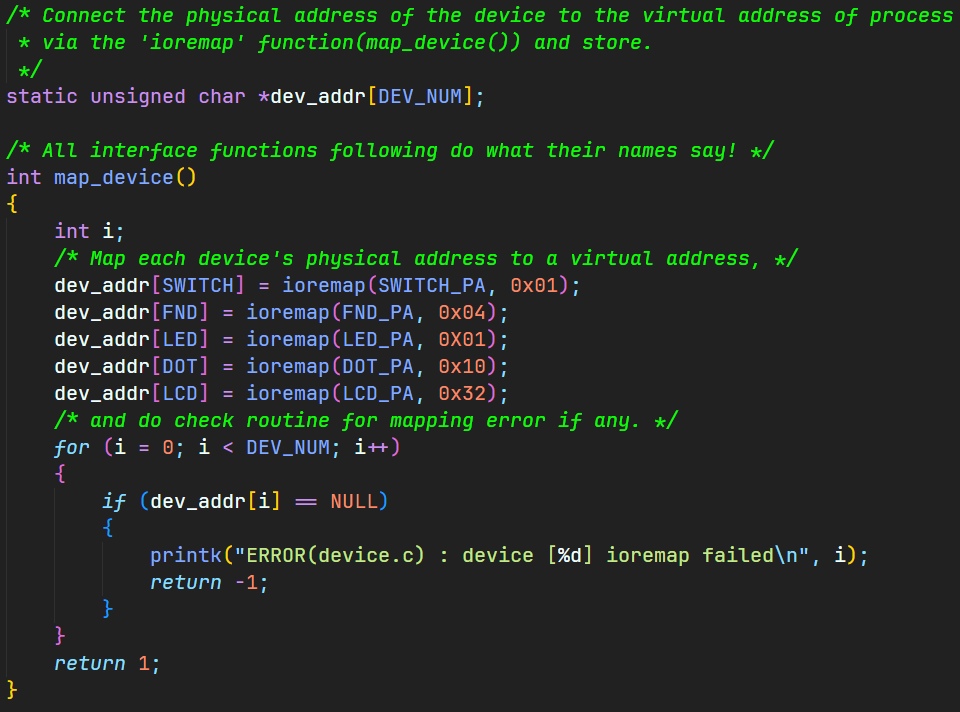 /* Connect the physical address of the device to the virtual address of process
 * via the 'ioremap' function(map_device()) and store.
 */
static unsigned char *dev_addr[DEV_NUM];

/* All interface functions following do what their names say! */
int map_device()
{
    int i;
    /* Map each device's physical address to a virtual address, */
    dev_addr[SWITCH] = ioremap(SWITCH_PA, 0x01);
    dev_addr[FND] = ioremap(FND_PA, 0x04);
    dev_addr[LED] = ioremap(LED_PA, 0X01);
    dev_addr[DOT] = ioremap(DOT_PA, 0x10);
    dev_addr[LCD] = ioremap(LCD_PA, 0x32);
    /* and do check routine for mapping error if any. */
    for (i = 0; i < DEV_NUM; i++)
    {
        if (dev_addr[i] == NULL)
        {
            printk("ERROR(device.c) : device [%d] ioremap failed\n", i);
            return -1;
        }
    }
    return 1;
}